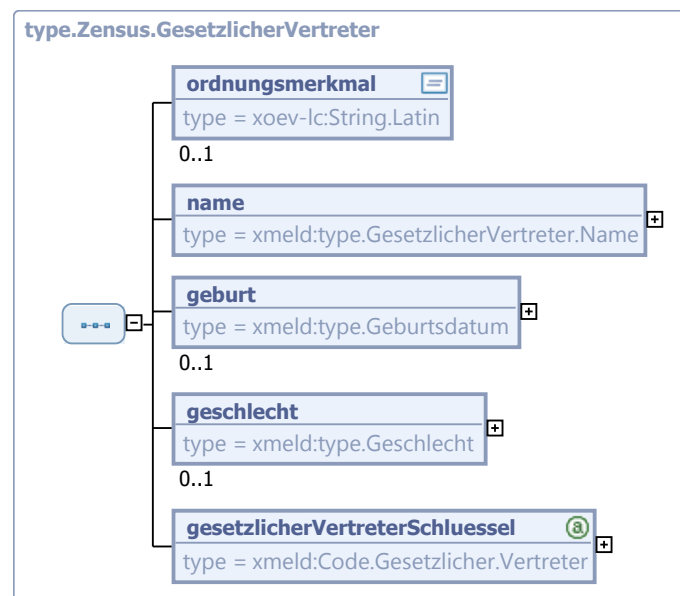 type.Zensus.GesetzlicherVertreter
ordnungsmerkmal
type = xoev-lc:String.Latin
0..1
name
type = xmeld:type.GesetzlicherVertreter.Name
geburt
type = xmeld:type.Geburtsdatum
0..1
geschlecht
type = xmeld:type.Geschlecht
0..1
gesetzlicherVertreterSchluessel a
type = xmeld:Code.Gesetzlicher.Vertreter